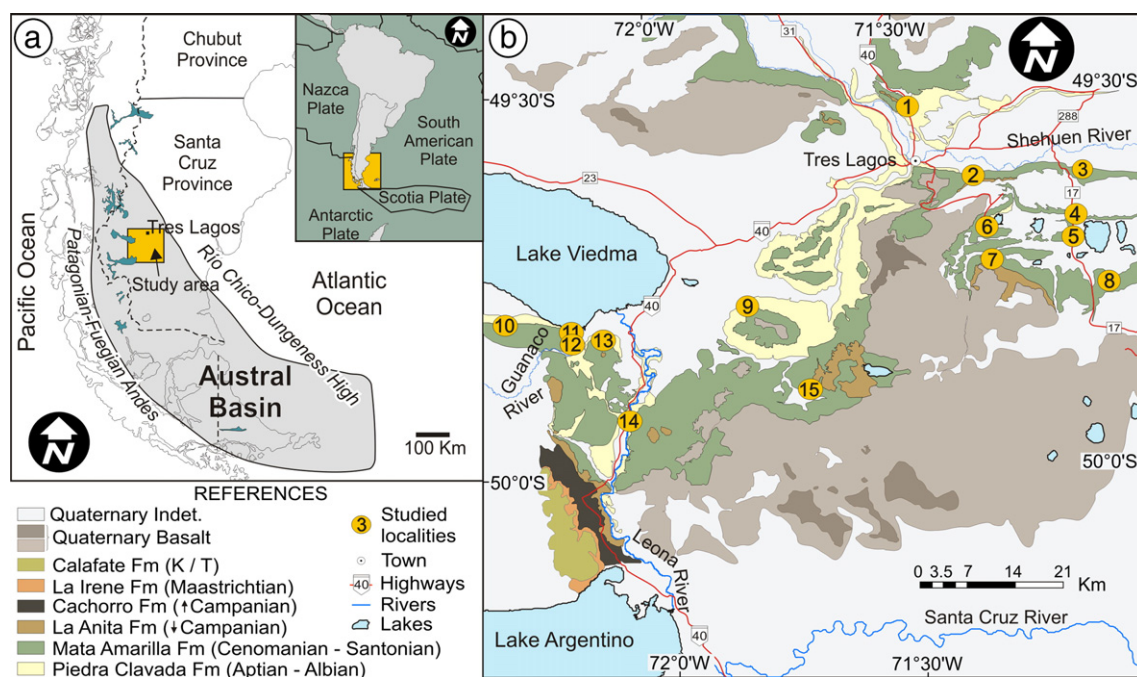 a
Chubut
Province
Santa
Cruz
Province
Tres Lagos
Study area
Pacific Ocean
Patagonian-Fuegian Andes
Rio Chico-Dungeness High
Atlantic
Ocean
Austral
Basin
N
100 Km
N
Nazca
Plate
South
American
Plate
Scotia Plate
Antarctic
Plate
REFERENCES
Quaternary Indet.
Quaternary Basalt
Calafate Fm (K / T)
La Irene Fm (Maastrichtian)
Cachorro Fm (↑Campanian)
La Anita Fm (↓Campanian)
Mata Amarilla Fm (Cenomanian - Santonian)
Piedra Clavada Fm (Aptian - Albian)
3 Studied
localities
Town
40 Highways
Rivers
Lakes
b
72°0'W
71°30'W
N
49°30'S
49°30'S
31
40
288
1
Shehuen River
Tres Lagos
2
3
23
17
4
40
6
5
Lake Viedma
7
8
9
40
10
11
12
13
17
Guanaco
River
15
14
50°0'S
50°0'S
Leona River
0 3.5 7 14 21
Km
Santa Cruz River
Lake Argentino
40
72°0'W
71°30'W